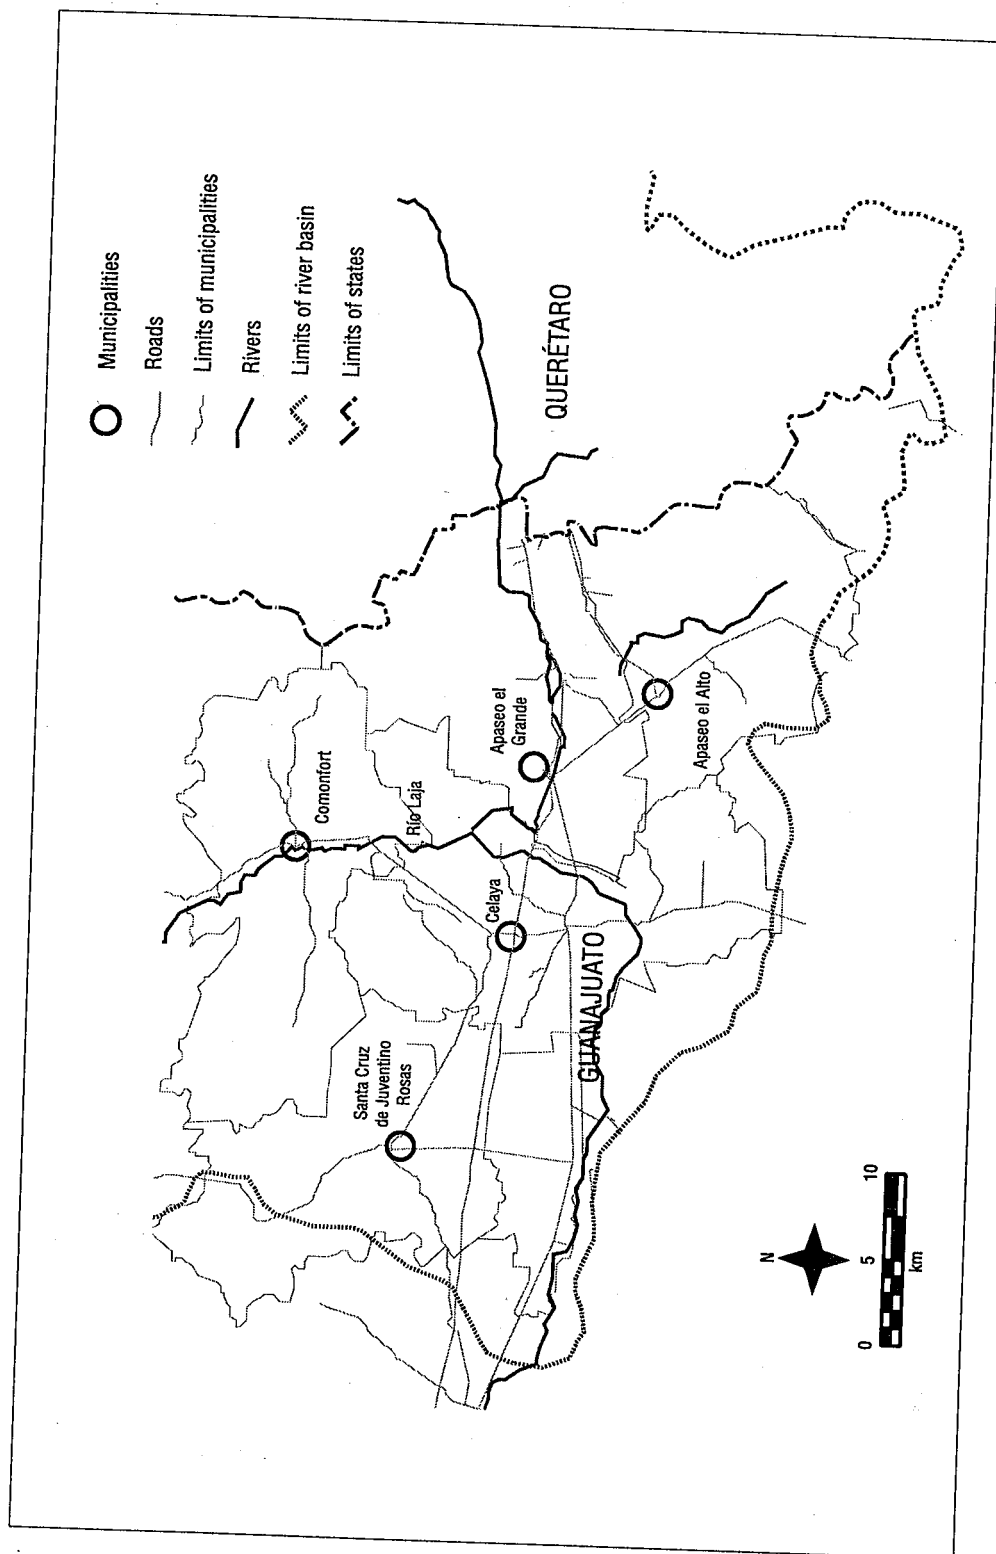 Municipalities
Roads
Limits of municipalities
Rivers
Limits of river basin
Limits of states
Comonfort
Río Laja
Apaseo el
Grande
QUERÉTARO
Celaya
Santa Cruz
de Juventino
Rosas
GUANAJUATO
Apaseo el Alto
N
0 5 10
km